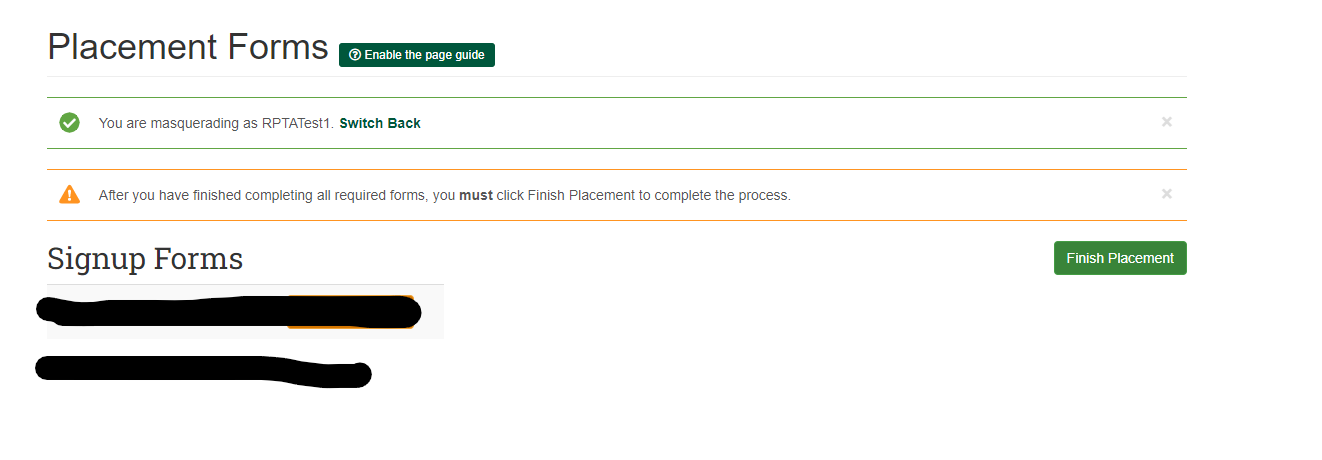 Placement Forms Enable the page guide
You are masquerading as RPTATest1. Switch Back
After you have finished completing all required forms, you must click Finish Placement to complete the process.
Signup Forms Finish Placement